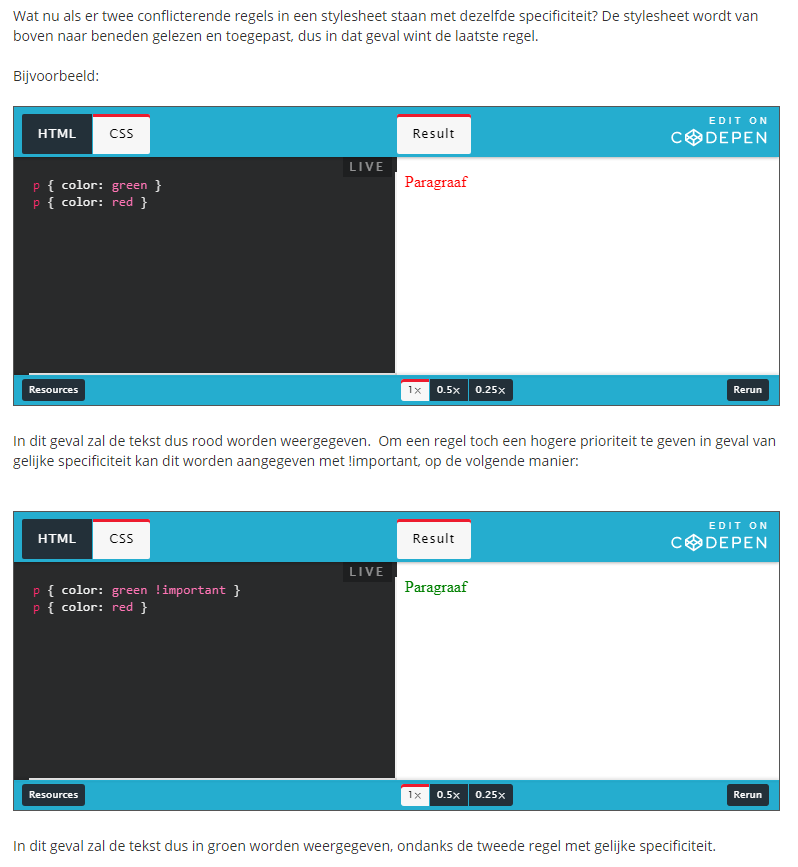 Wat nu als er twee conflicterende regels in een stylesheet staan met dezelfde specificiteit? De stylesheet wordt van
boven naar beneden gelezen en toegepast, dus in dat geval wint de laatste regel.
Bijvoorbeeld:
HTML CSS Result EDIT ON CODEPEN
LIVE
p { color: green }
p { color: red }
Paragraaf
Resources 1x 0.5x 0.25x Rerun
In dit geval zal de tekst dus rood worden weergegeven. Om een regel toch een hogere prioriteit te geven in geval van
gelijke specificiteit kan dit worden aangegeven met !important, op de volgende manier:
HTML CSS Result EDIT ON CODEPEN
LIVE
p { color: green !important }
p { color: red }
Paragraaf
Resources 1x 0.5x 0.25x Rerun
In dit geval zal de tekst dus in groen worden weergegeven, ondanks de tweede regel met gelijke specificiteit.